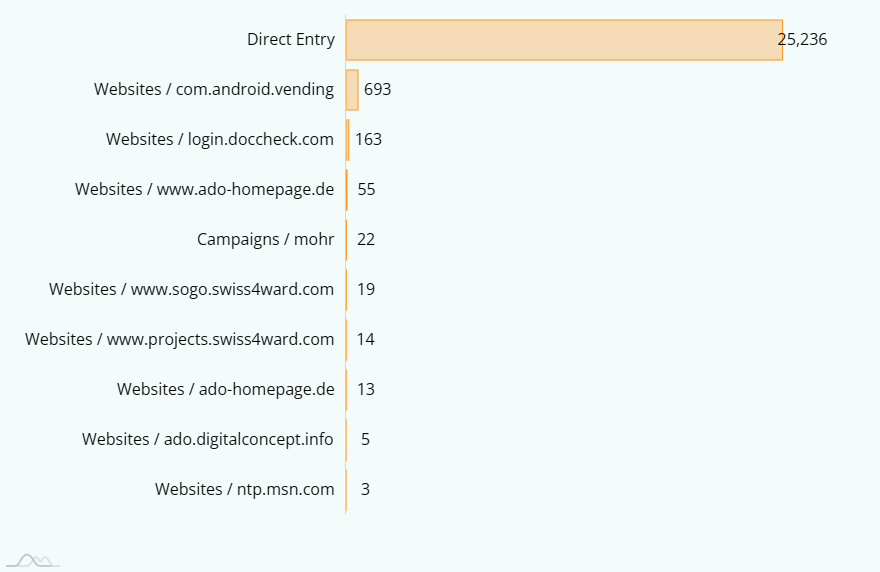 Direct Entry 25,236
Websites / com.android.vending 693
Websites / login.doccheck.com 163
Websites / www.ado-homepage.de 55
Campaigns / mohr 22
Websites / www.sogo.swiss4ward.com 19
Websites / www.projects.swiss4ward.com 14
Websites / ado-homepage.de 13
Websites / ado.digitalconcept.info 5
Websites / ntp.msn.com 3